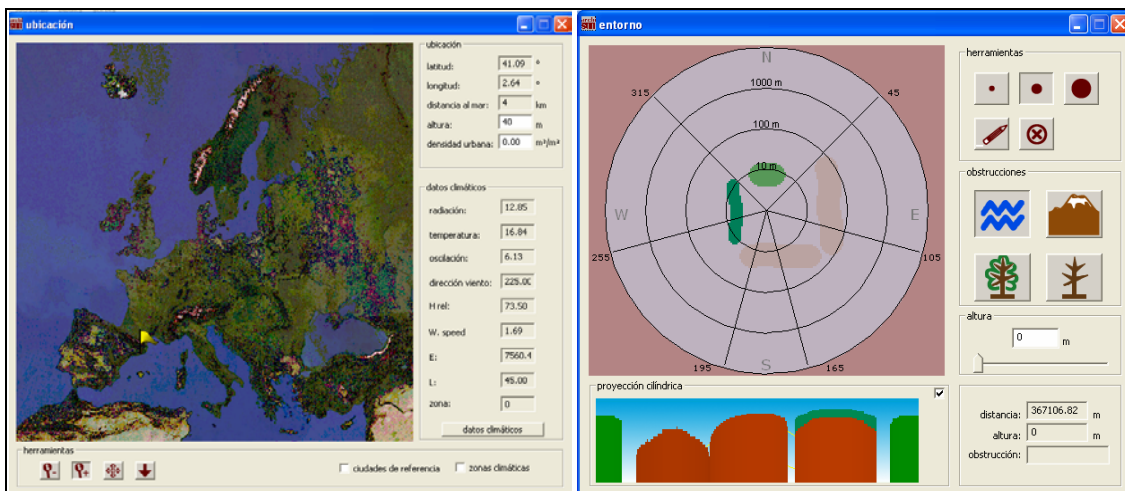 ubicación
ubicación
latitud: 41.09 º
longitud: 2.64 º
distancia al mar: 4 km
altura: 40 m
densidad urbana: 0.00 m³/m³
datos climáticos
radiación: 12.85
temperatura: 16.84
oscilación: 6.13
dirección viento: 225.00
H rel: 73.50
W. speed 1.69
E: 7560.4
L: 45.00
zona: 0
datos climáticos
herramientas
ciudades de referencia
zonas climáticas
entorno
N
1000 m
315
45
100 m
10 m
W
E
255
105
195
S
165
herramientas
obstrucciones
altura
0 m
proyección cilíndrica
distancia: 367106.82 m
altura: 0 m
obstrucción: